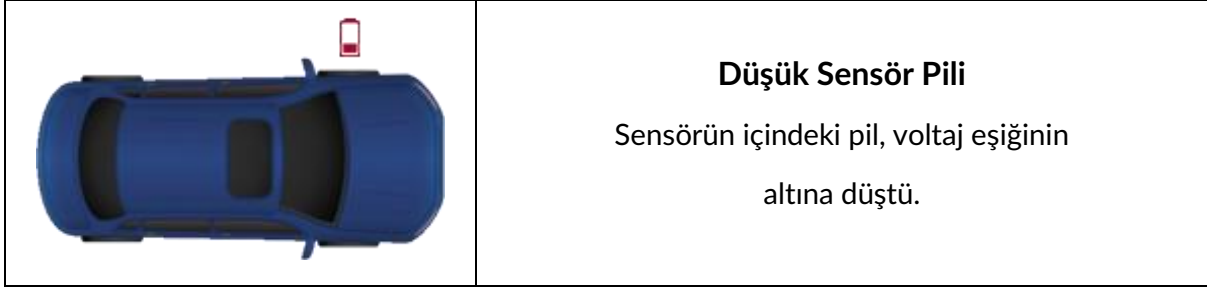 Düşük Sensör Pili
Sensörün içindeki pil, voltaj eşiğinin
altına düştü.